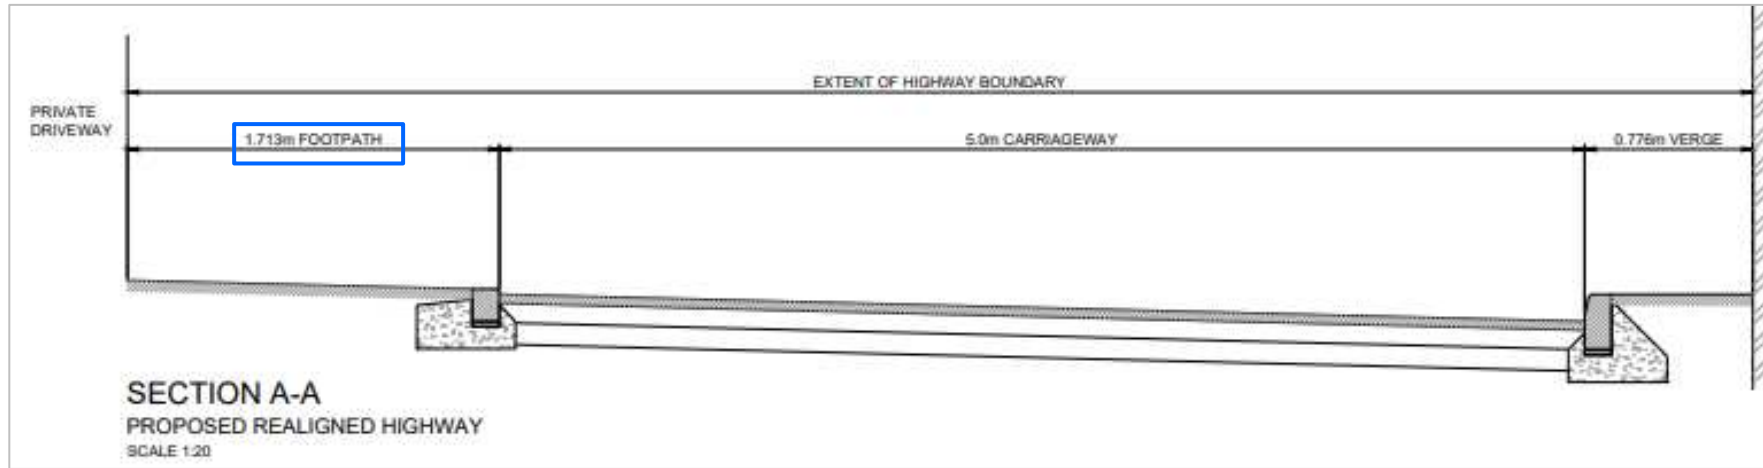 EXTENT OF HIGHWAY BOUNDARY
PRIVATE
DRIVEWAY
1.713m FOOTPATH
5.0m CARRIAGEWAY
0.776m VERGE
SECTION A-A
PROPOSED REALIGNED HIGHWAY
SCALE 1:20